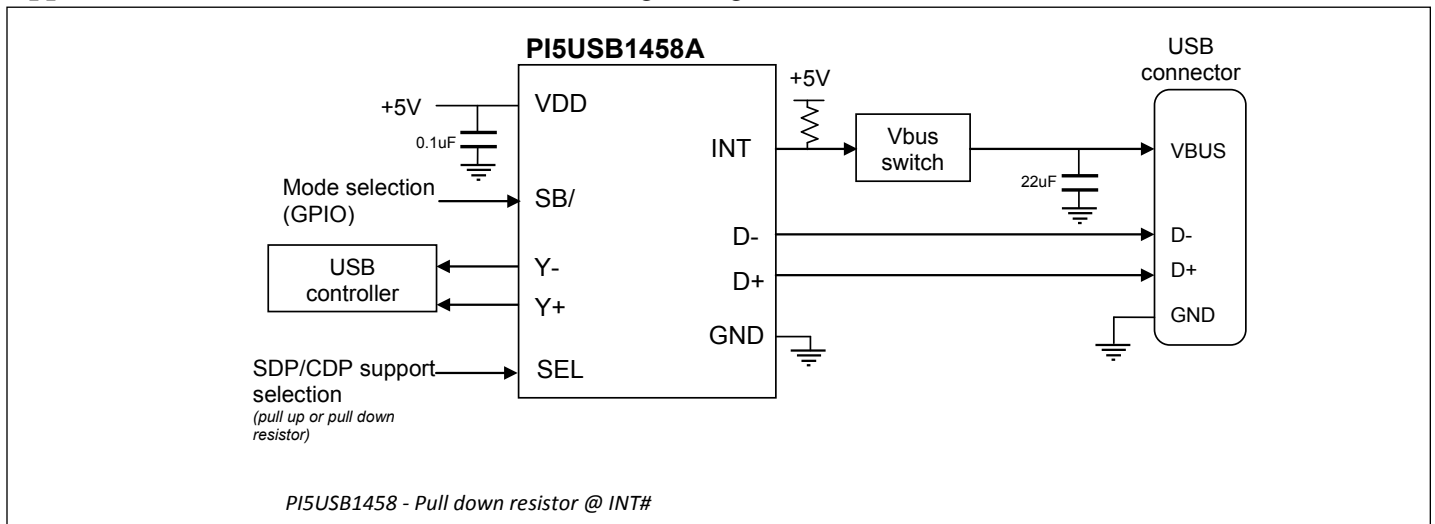 PI5USB1458A
USB
connector
+5V
+5V
VDD
0.1uF
INT
Vbus
switch
VBUS
22uF
Mode selection
(GPIO)
SB/
D-
D-
USB
controller
Y-
D+
D+
Y+
GND
GND
SDP/CDP support
selection
(pull up or pull down
resistor)
SEL
PI5USB1458 - Pull down resistor @ INT#